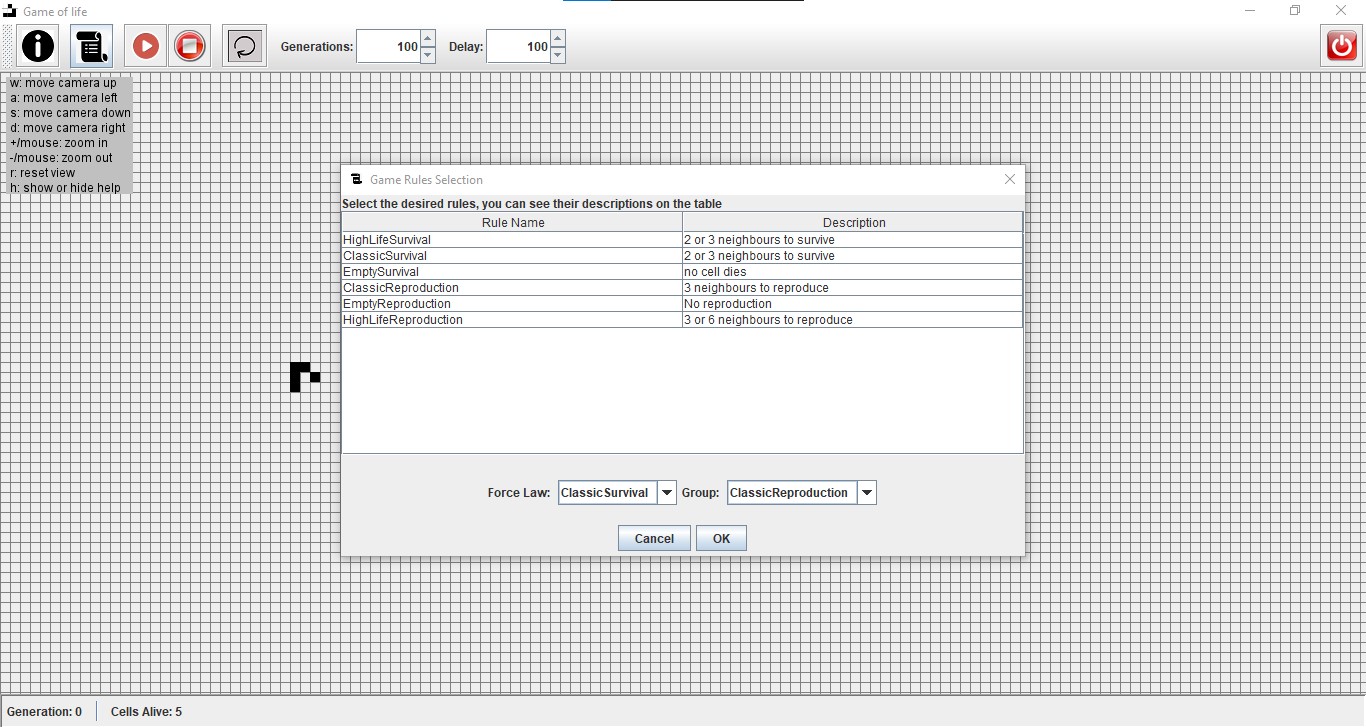 Game of life
Generations: 100 Delay: 100
w: move camera up
a: move camera left
s: move camera down
d: move camera right
+/mouse: zoom in
-/mouse: zoom out
r: reset view
h: show or hide help
Game Rules Selection
Select the desired rules, you can see their descriptions on the table
Rule Name Description
HighLifeSurvival 2 or 3 neighbours to survive
ClassicSurvival 2 or 3 neighbours to survive
EmptySurvival no cell dies
ClassicReproduction 3 neighbours to reproduce
EmptyReproduction No reproduction
HighLifeReproduction 3 or 6 neighbours to reproduce
Force Law: ClassicSurvival Group: ClassicReproduction
Cancel OK
Generation: 0 Cells Alive: 5